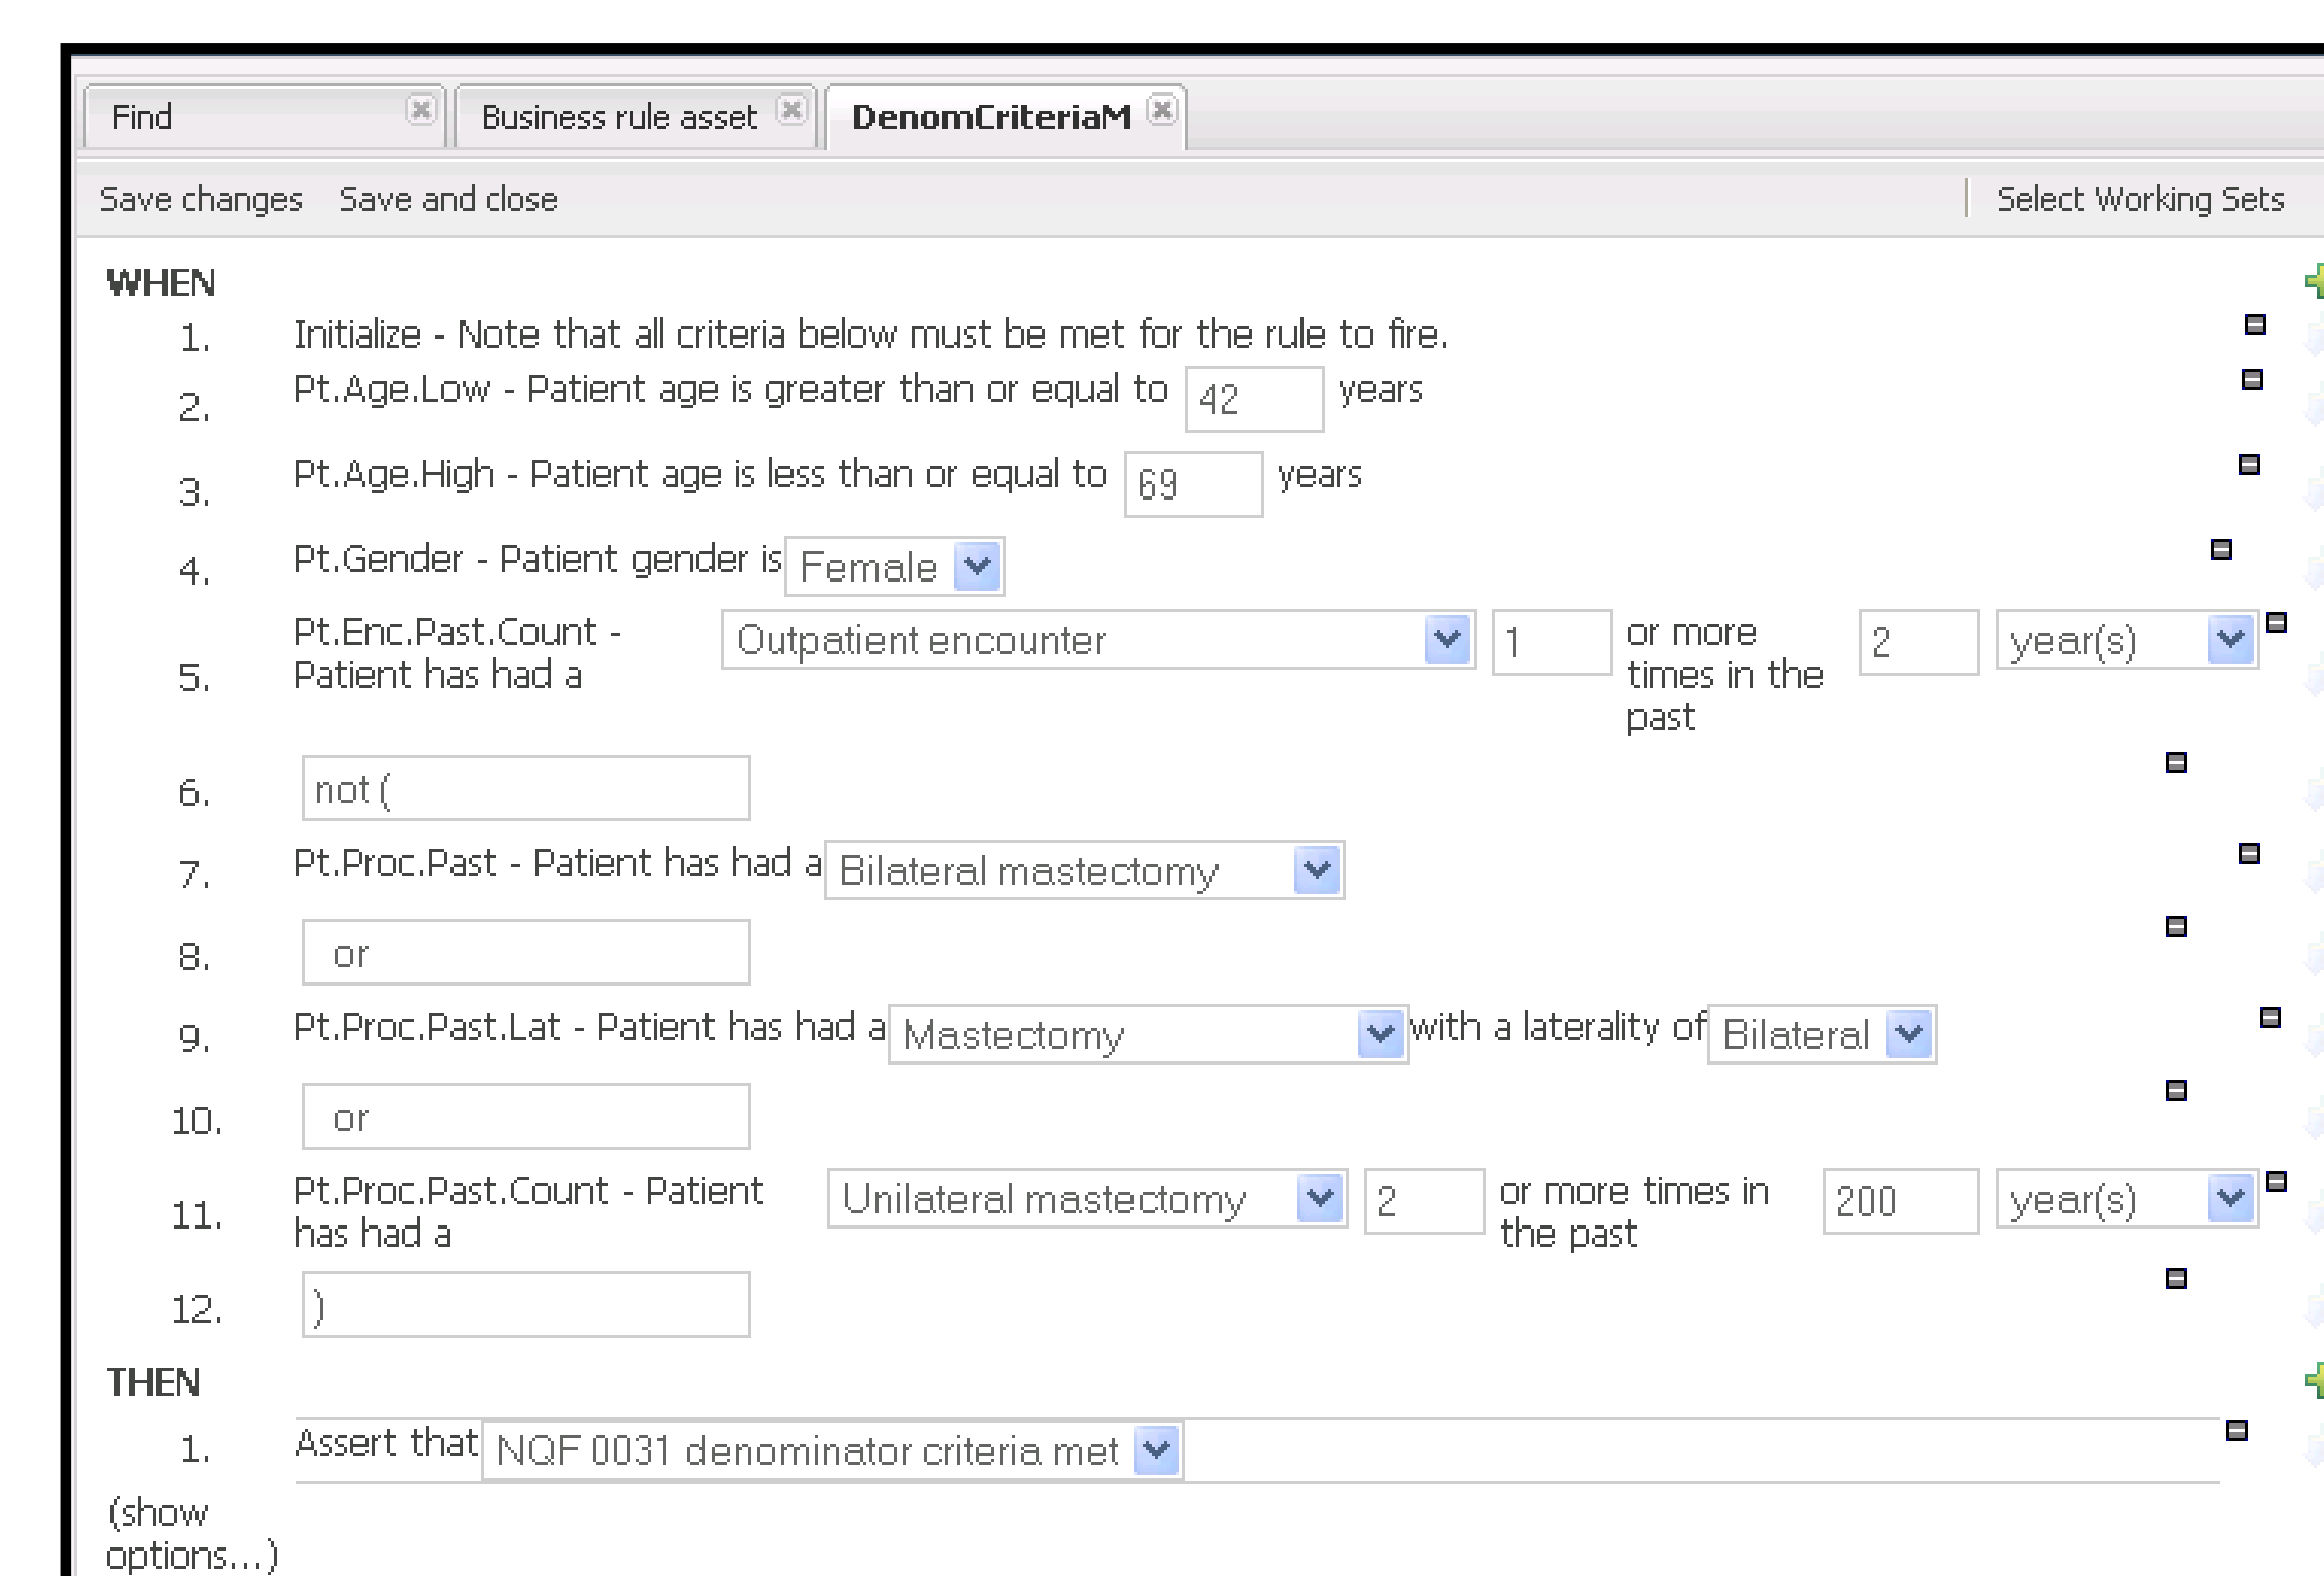 Find Business rule asset DenomCriteriaM
Save changes Save and close Select Working Sets
WHEN
1. Initialize - Note that all criteria below must be met for the rule to fire.
2. Pt.Age.Low - Patient age is greater than or equal to 42 years
3. Pt.Age.High - Patient age is less than or equal to 69 years
4. Pt.Gender - Patient gender is Female
5. Pt.Enc.Past.Count - Patient has had a Outpatient encounter 1 or more times in the past 2 year(s)
6. not (
7. Pt.Proc.Past - Patient has had a Bilateral mastectomy
8. or
9. Pt.Proc.Past.Lat - Patient has had a Mastectomy with a laterality of Bilateral
10. or
11. Pt.Proc.Past.Count - Patient has had a Unilateral mastectomy 2 or more times in the past 200 year(s)
12. )
THEN
1. Assert that NQF 0031 denominator criteria met
(show
options...)